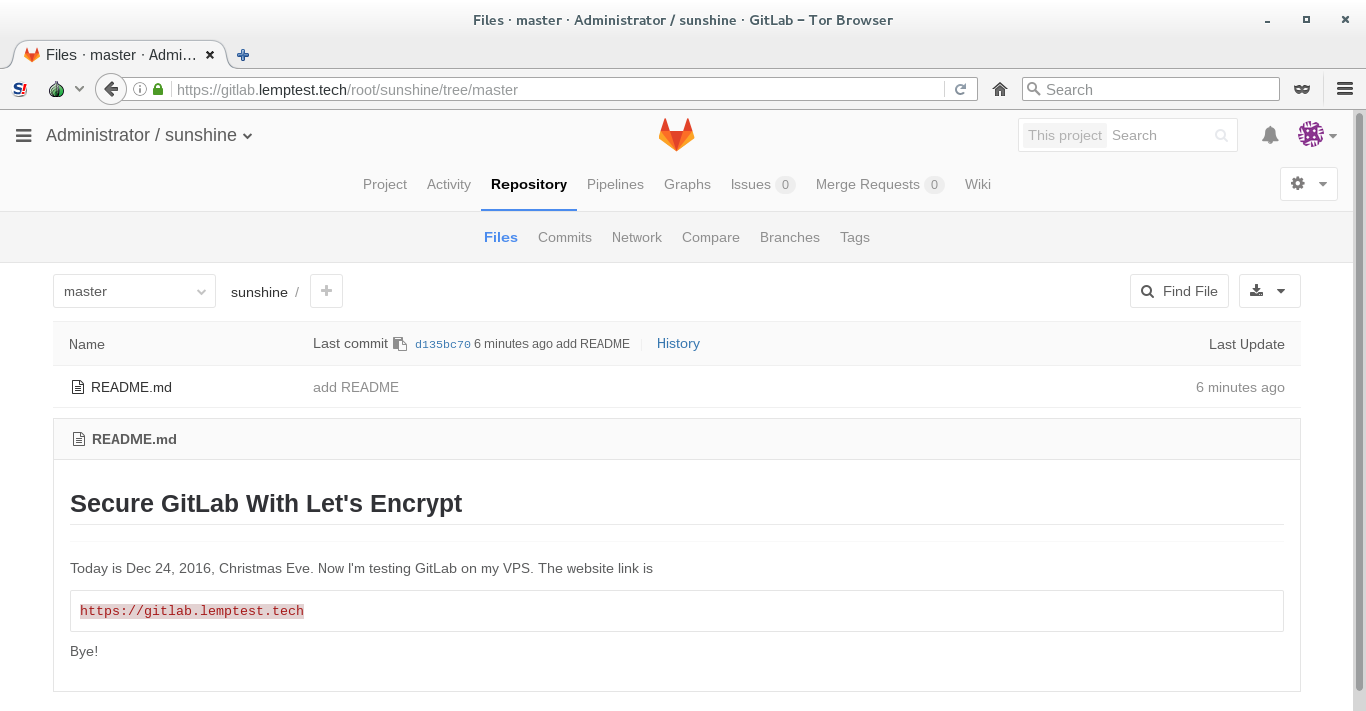 Files · master · Administrator / sunshine · GitLab – Tor Browser
Files · master · Admi…
https://gitlab.lemptest.tech/root/sunshine/tree/master
Search
Administrator / sunshine
This project Search
Project Activity Repository Pipelines Graphs Issues 0 Merge Requests 0 Wiki
Files Commits Network Compare Branches Tags
master sunshine / Find File
Name Last commit d135bc70 6 minutes ago add README History Last Update
README.md add README 6 minutes ago
README.md
Secure GitLab With Let's Encrypt
Today is Dec 24, 2016, Christmas Eve. Now I'm testing GitLab on my VPS. The website link is
https://gitlab.lemptest.tech
Bye!